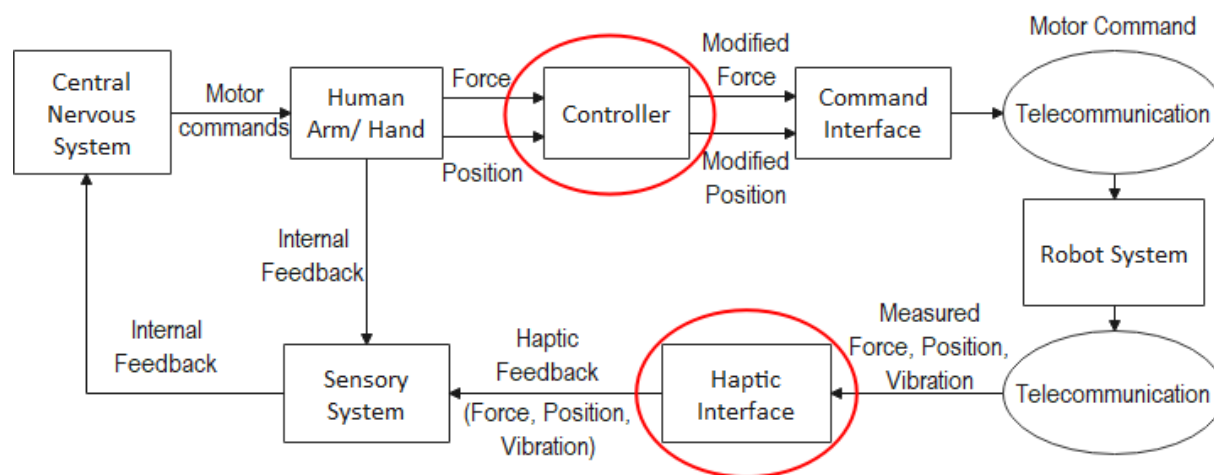 Motor Command
Central
Nervous
System
Motor
commands
Human
Arm/ Hand
Force
Position
Controller
Modified
Force
Modified
Position
Command
Interface
Telecommunication
Robot System
Internal
Feedback
Internal
Feedback
Sensory
System
Haptic
Feedback
(Force, Position,
Vibration)
Haptic
Interface
Measured
Force, Position,
Vibration
Telecommunication